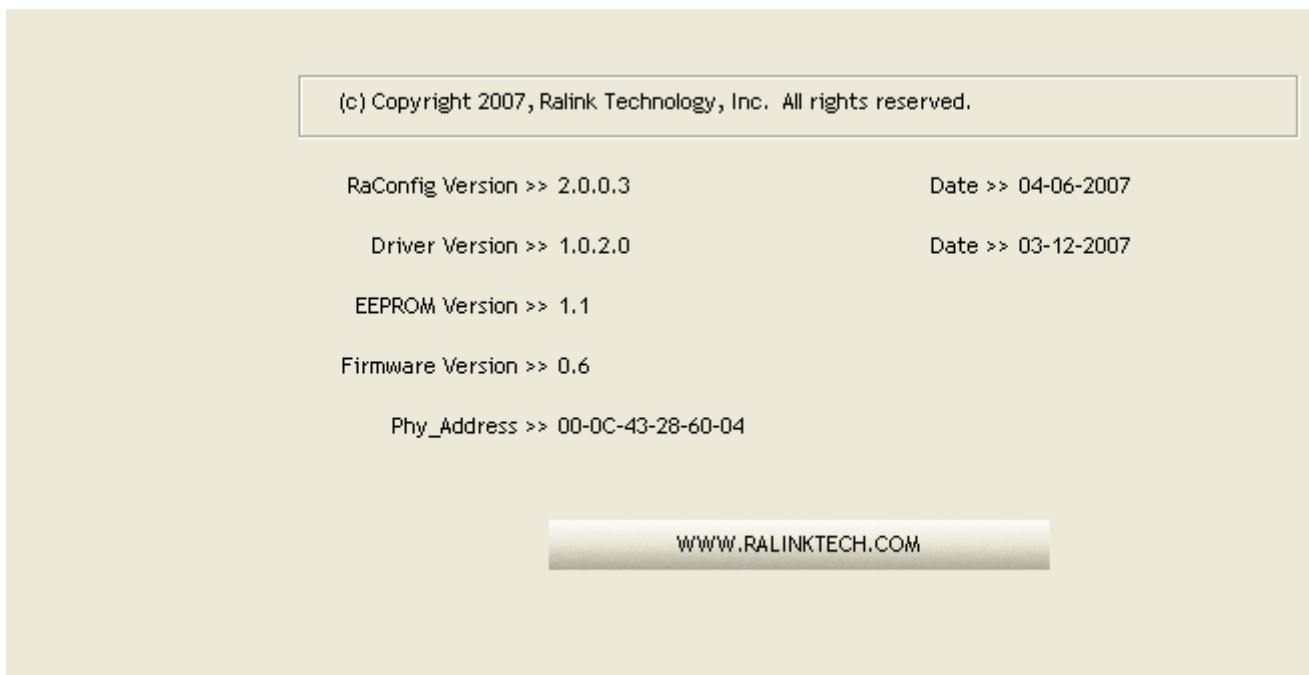 (c) Copyright 2007, Ralink Technology, Inc.  All rights reserved.
RaConfig Version >> 2.0.0.3 Date >> 04-06-2007
Driver Version >> 1.0.2.0 Date >> 03-12-2007
EEPROM Version >> 1.1
Firmware Version >> 0.6
Phy_Address >> 00-0C-43-28-60-04
WWW.RALINKTECH.COM